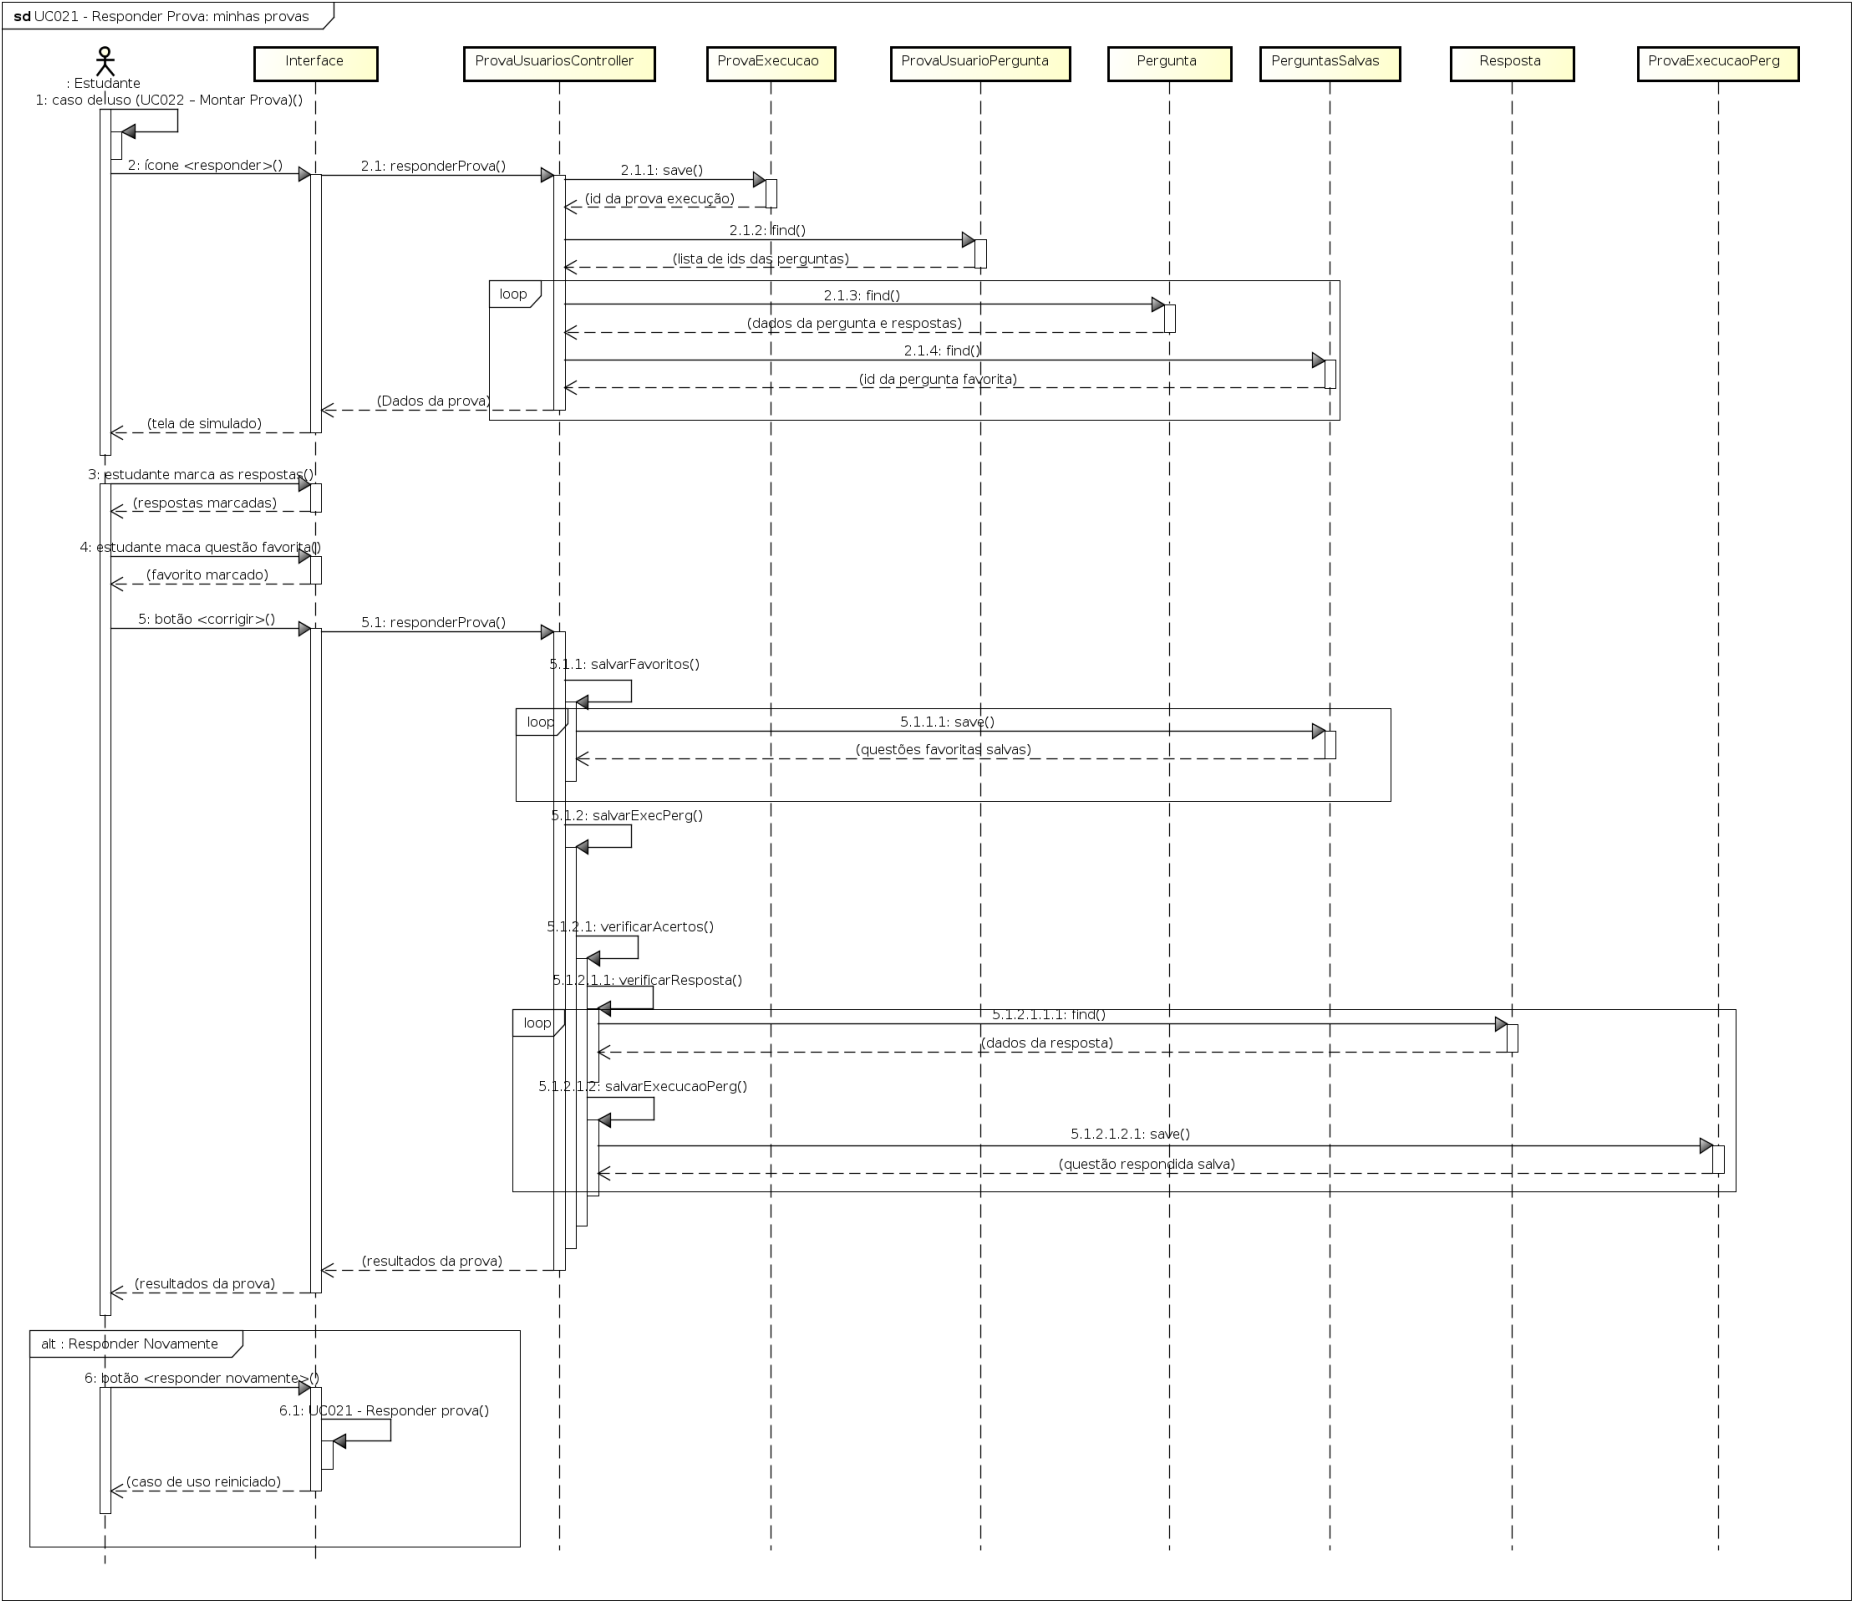 sd UC021 - Responder Prova: minhas provas
: Estudante
Interface
ProvaUsuariosController
ProvaExecucao
ProvaUsuarioPergunta
Pergunta
PerguntasSalvas
Resposta
ProvaExecucaoPerg
1: caso de uso (UC022 – Montar Prova)()
2: ícone <responder>()
2.1: responderProva()
2.1.1: save()
(id da prova execução)
2.1.2: find()
(lista de ids das perguntas)
loop
2.1.3: find()
(dados da pergunta e respostas)
2.1.4: find()
(id da pergunta favorita)
(Dados da prova)
(tela de simulado)
3: estudante marca as respostas()
(respostas marcadas)
4: estudante maca questão favorita()
(favorito marcado)
5: botão <corrigir>()
5.1: responderProva()
5.1.1: salvarFavoritos()
loop
5.1.1.1: save()
(questões favoritas salvas)
5.1.2: salvarExecPerg()
5.1.2.1: verificarAcertos()
5.1.2.1.1: verificarResposta()
loop
5.1.2.1.1.1: find()
(dados da resposta)
5.1.2.1.2: salvarExecucaoPerg()
5.1.2.1.2.1: save()
(questão respondida salva)
(resultados da prova)
(resultados da prova)
alt : Responder Novamente
6: botão <responder novamente>()
6.1: UC021 - Responder prova()
(caso de uso reiniciado)